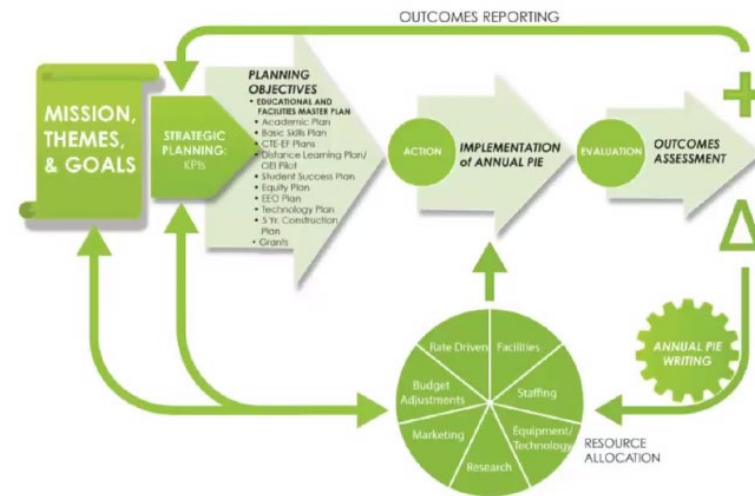 OUTCOMES REPORTING
MISSION,
THEMES,
& GOALS
STRATEGIC
PLANNING:
KPIs
PLANNING
OBJECTIVES
• EDUCATIONAL AND
FACILITIES MASTER PLAN
• Academic Plan
• Basic Skills Plan
• CTE-EF Plans
• Distance Learning Plan/
OEI Pilot
• Student Success Plan
• Equity Plan
• EEO Plan
• Technology Plan
• 5 Yr. Construction
Plan
• Grants
ACTION
IMPLEMENTATION
of ANNUAL PIE
EVALUATION
OUTCOMES
ASSESSMENT
+
Δ
ANNUAL PIE
WRITING
Rate Driven
Facilities
Budget
Adjustments
Staffing
Marketing
Equipment/
Technology
Research
RESOURCE
ALLOCATION